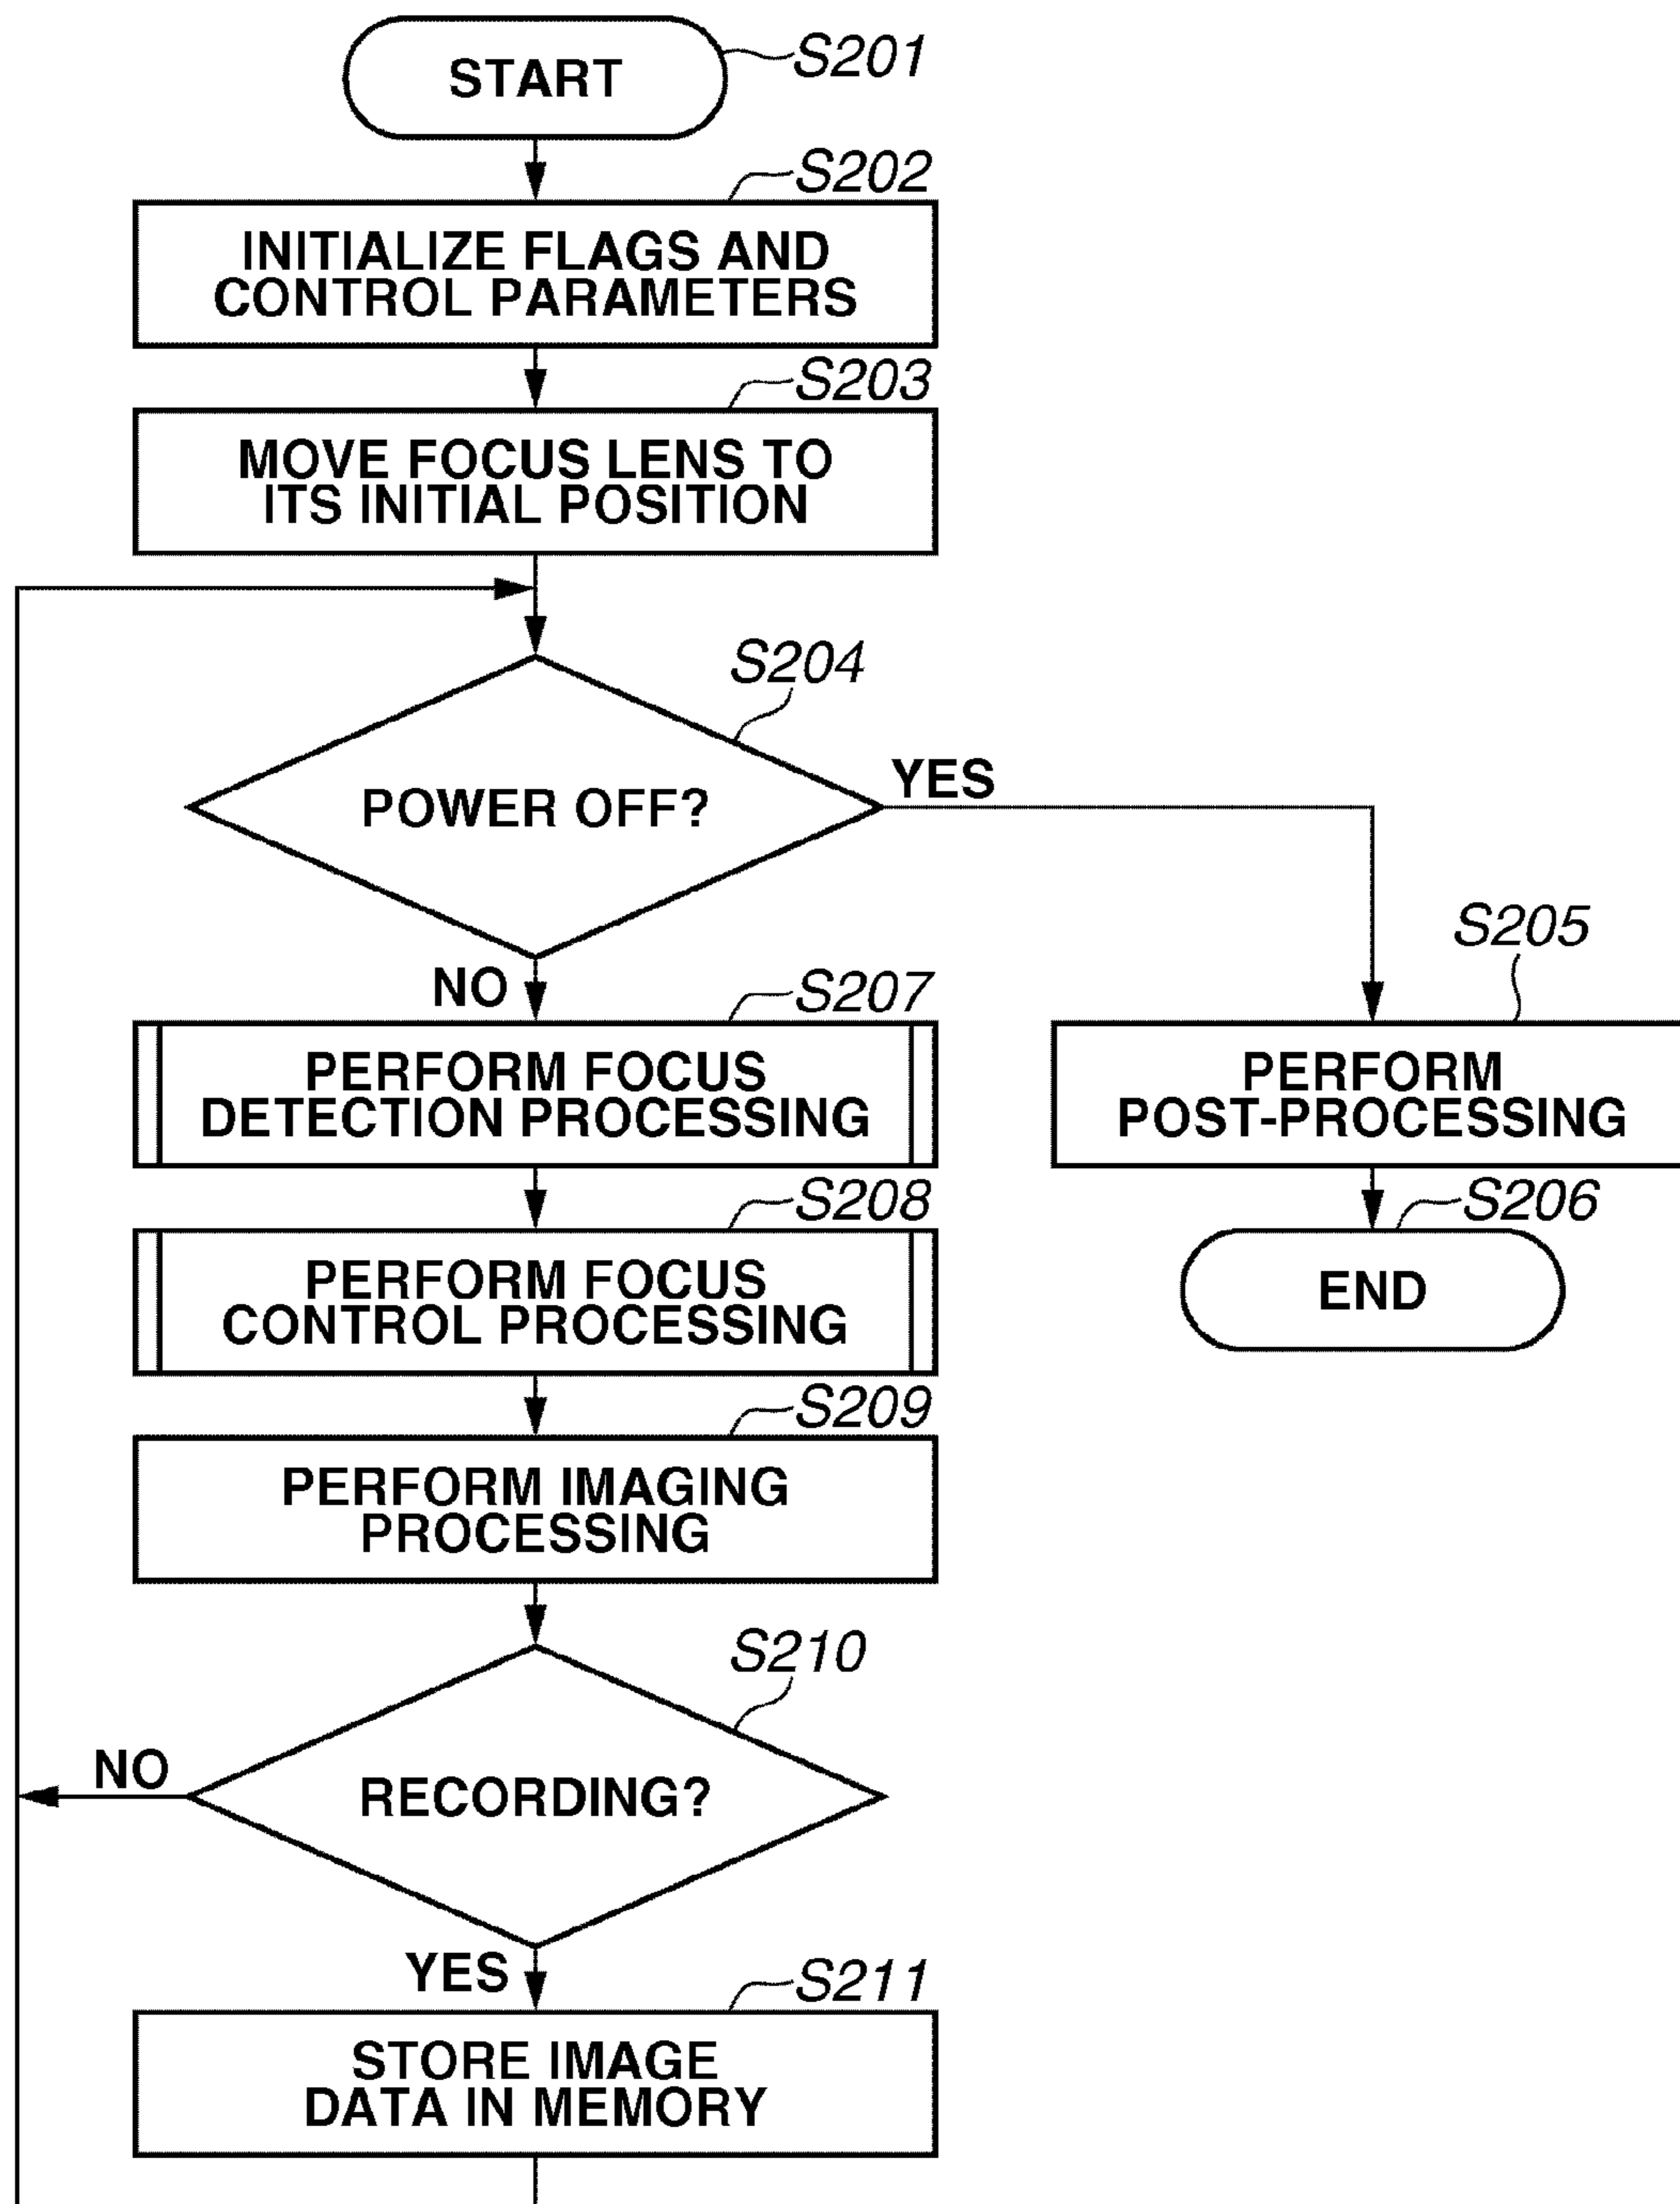 START
S201
S202
INITIALIZE FLAGS AND
CONTROL PARAMETERS
S203
MOVE FOCUS LENS TO
ITS INITIAL POSITION
S204
POWER OFF?
YES
NO
S205
PERFORM
POST-PROCESSING
S206
END
S207
PERFORM FOCUS
DETECTION PROCESSING
S208
PERFORM FOCUS
CONTROL PROCESSING
S209
PERFORM IMAGING
PROCESSING
S210
RECORDING?
NO
YES
S211
STORE IMAGE
DATA IN MEMORY